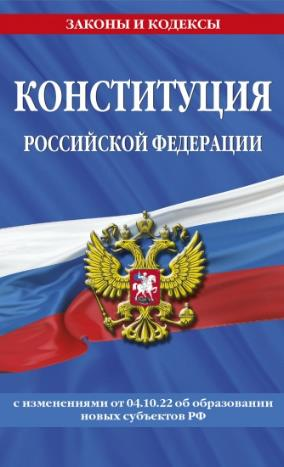 ЗАКОНЫ И КОДЕКСЫ
КОНСТИТУЦИЯ
РОССИЙСКОЙ ФЕДЕРАЦИИ
с изменениями от 04.10.22 об образовании
новых субъектов РФ